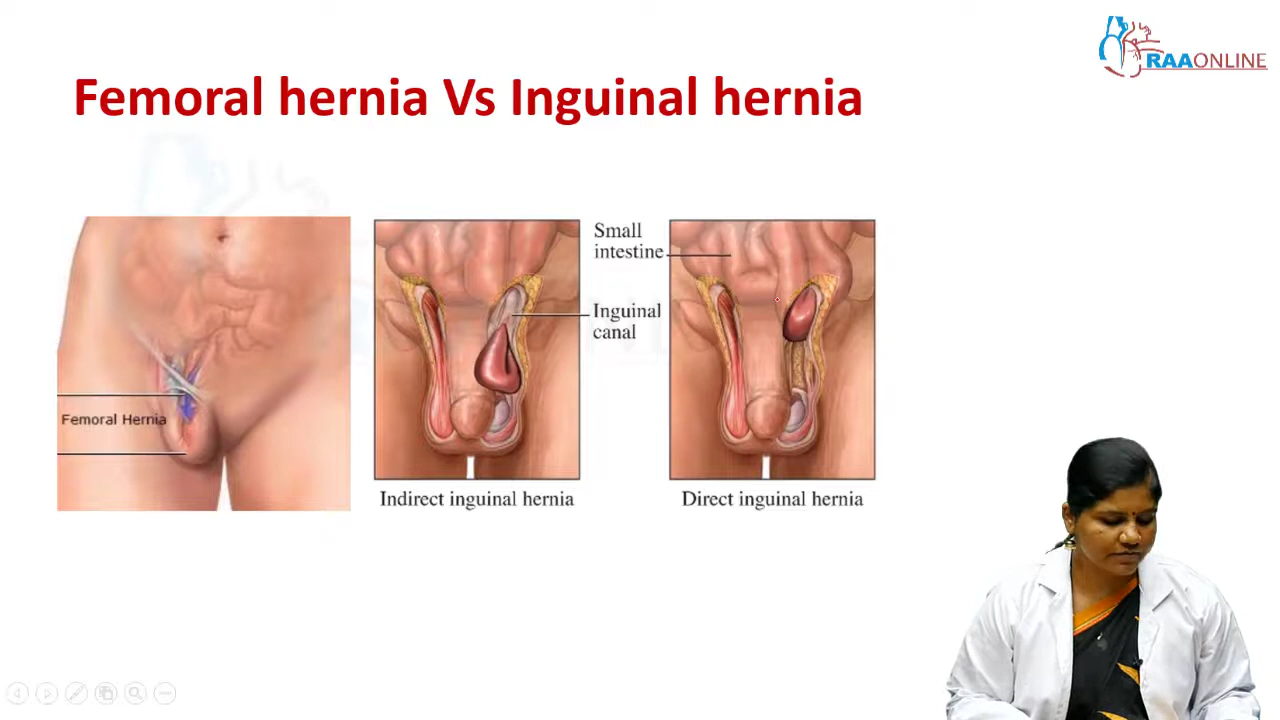 RAAONLINE
Femoral hernia Vs Inguinal hernia
Femoral Hernia
Small
intestine
Inguinal
canal
Indirect inguinal hernia
Direct inguinal hernia